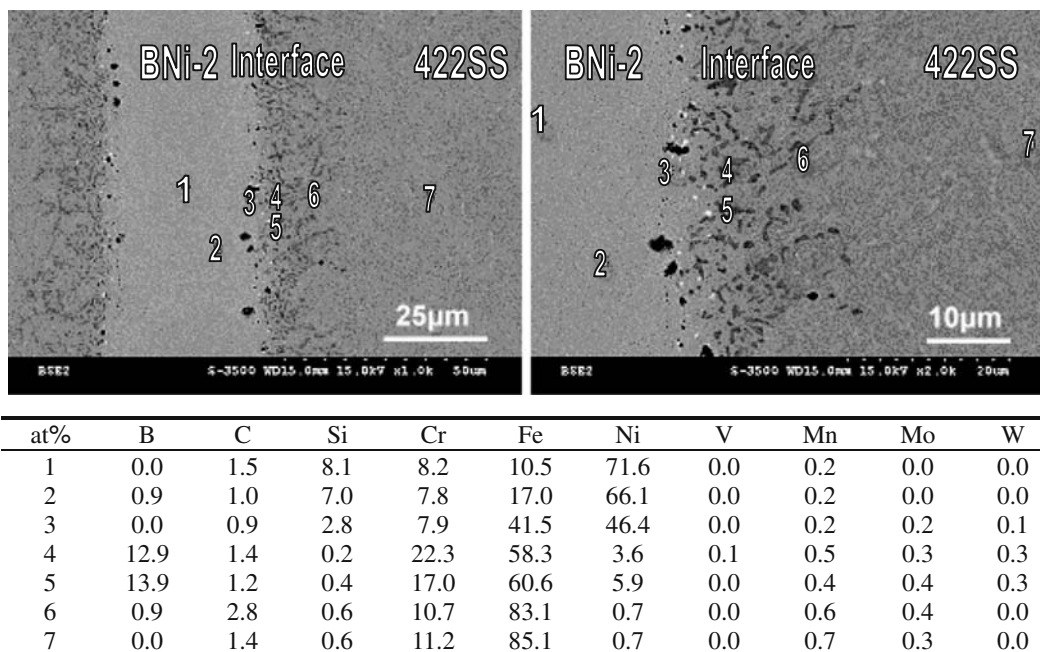 BNi-2 Interface 422SS
1
2
3
4
5
6
7
25μm
BSE2 S-3500 WD15.0mm 15.0kV x1.0k 50um
BNi-2 Interface 422SS
1
2
3
4
5
6
7
10μm
BSE2 S-3500 WD15.0mm 15.0kV x2.0k 20um
at% B C Si Cr Fe Ni V Mn Mo W
1 0.0 1.5 8.1 8.2 10.5 71.6 0.0 0.2 0.0 0.0
2 0.9 1.0 7.0 7.8 17.0 66.1 0.0 0.2 0.0 0.0
3 0.0 0.9 2.8 7.9 41.5 46.4 0.0 0.2 0.2 0.1
4 12.9 1.4 0.2 22.3 58.3 3.6 0.1 0.5 0.3 0.3
5 13.9 1.2 0.4 17.0 60.6 5.9 0.0 0.4 0.4 0.3
6 0.9 2.8 0.6 10.7 83.1 0.7 0.0 0.6 0.4 0.0
7 0.0 1.4 0.6 11.2 85.1 0.7 0.0 0.7 0.3 0.0